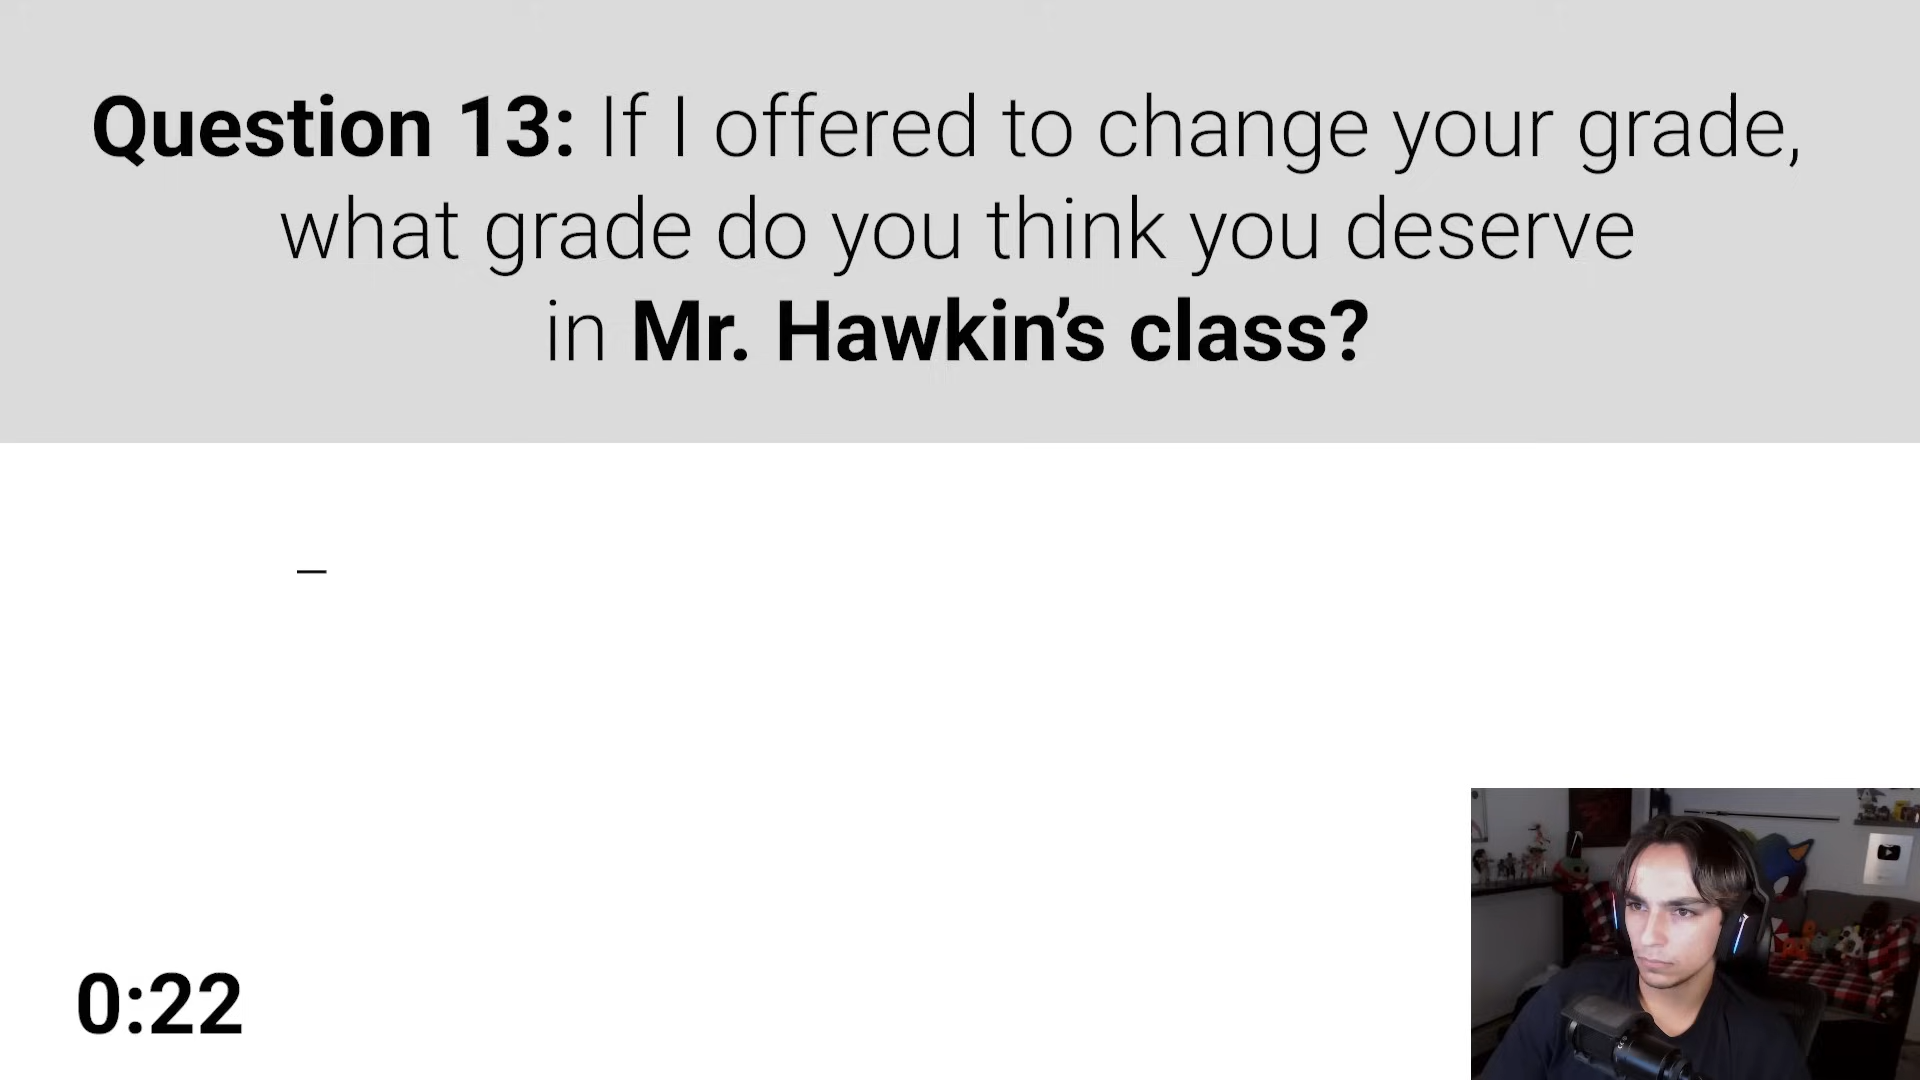 Question 13: If I offered to change your grade,
what grade do you think you deserve
in Mr. Hawkin’s class?
_
0:22